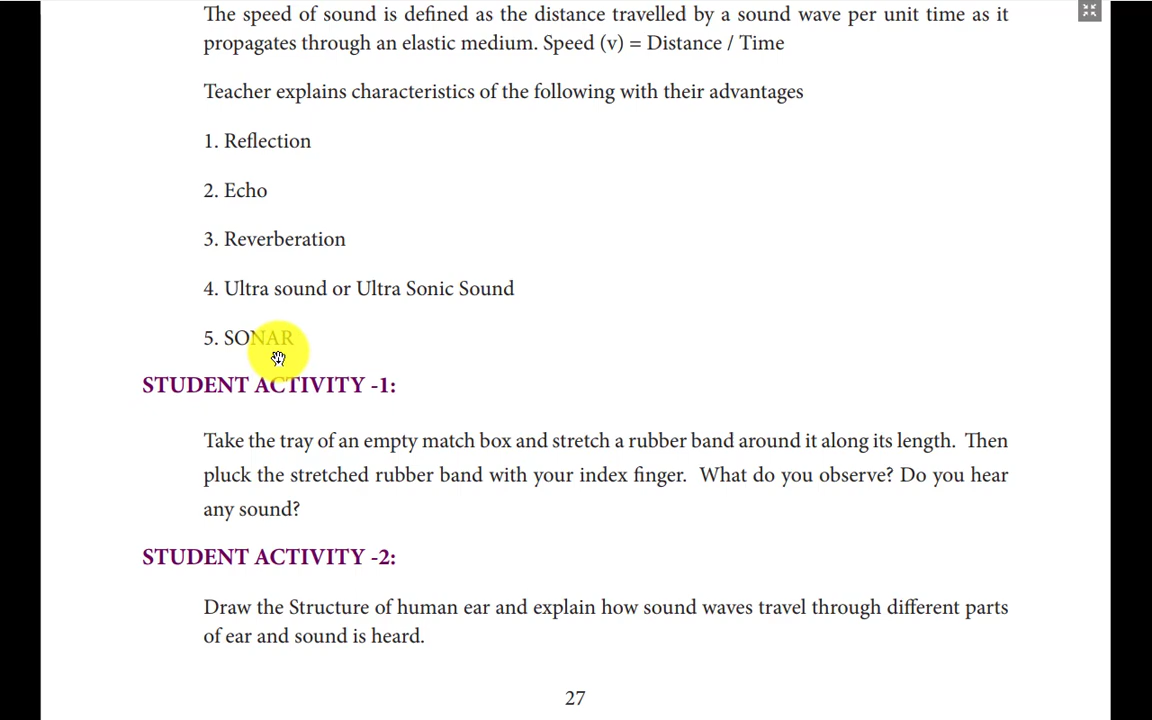 The speed of sound is defined as the distance travelled by a sound wave per unit time as it
propagates through an elastic medium. Speed (v) = Distance / Time
Teacher explains characteristics of the following with their advantages
1. Reflection
2. Echo
3. Reverberation
4. Ultra sound or Ultra Sonic Sound
5. SONAR
STUDENT ACTIVITY -1:
Take the tray of an empty match box and stretch a rubber band around it along its length. Then
pluck the stretched rubber band with your index finger. What do you observe? Do you hear
any sound?
STUDENT ACTIVITY -2:
Draw the Structure of human ear and explain how sound waves travel through different parts
of ear and sound is heard.
27